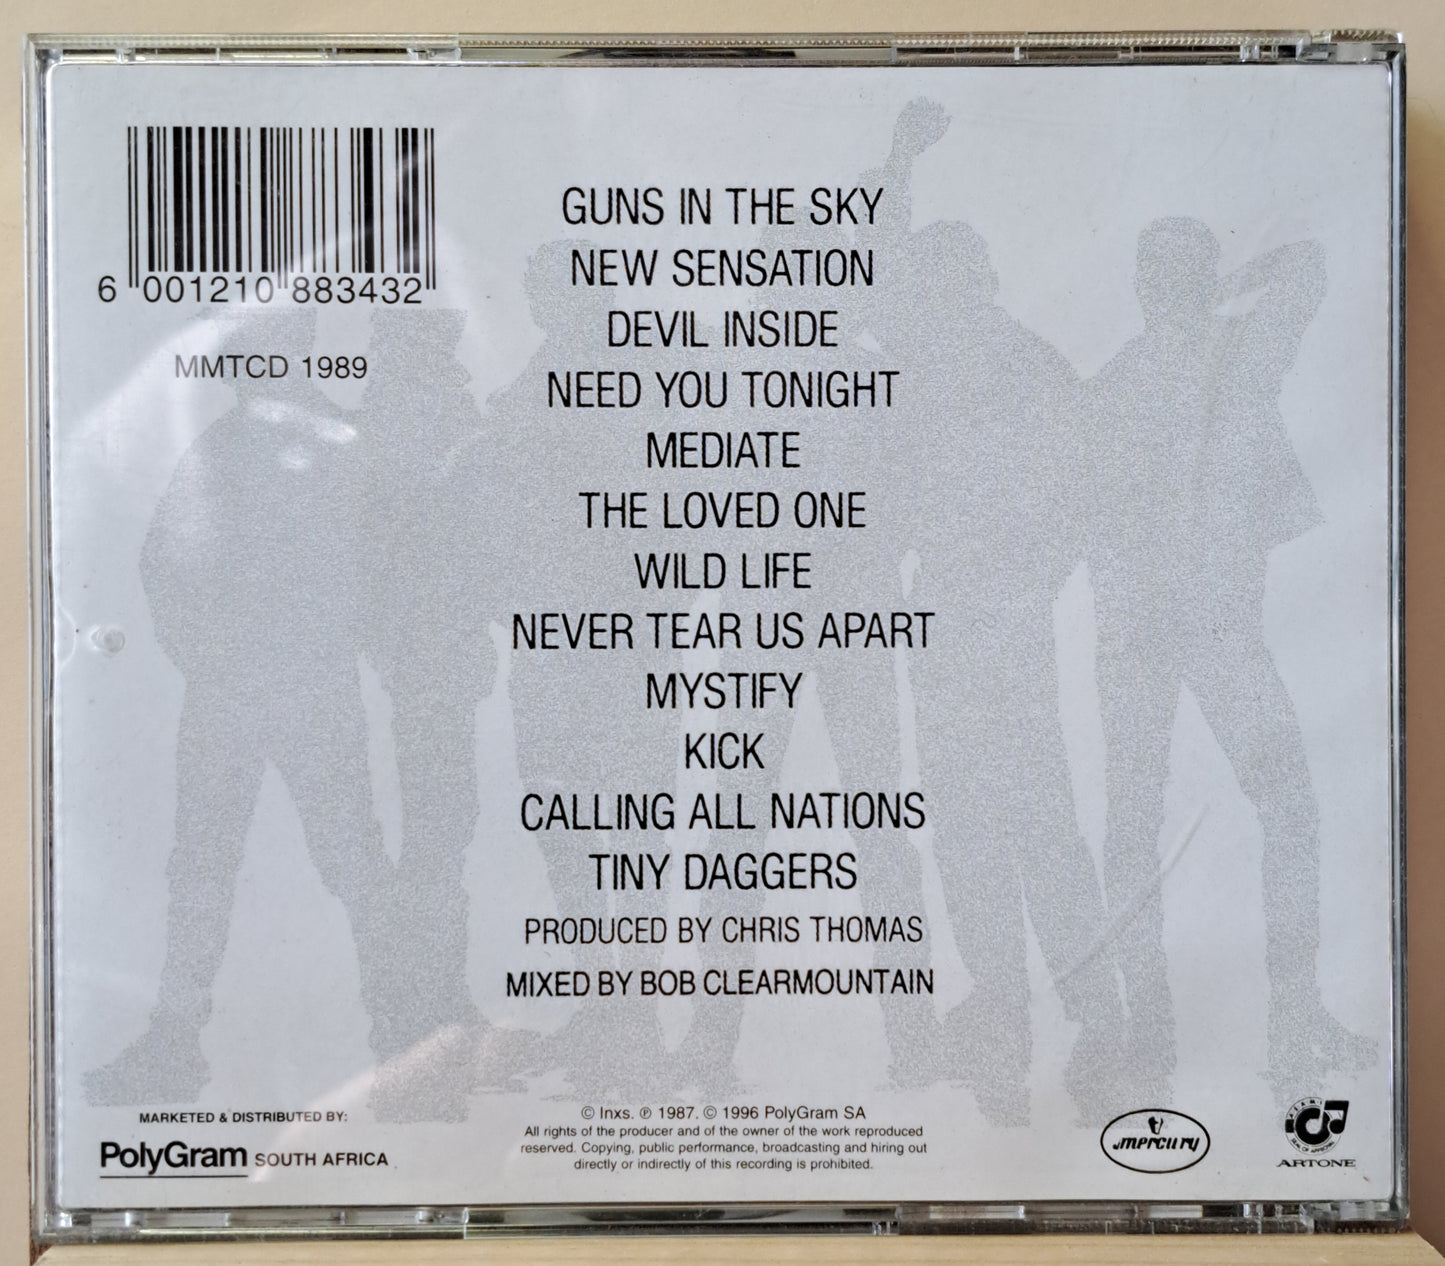 6 001210 883432
MMTCD 1989
GUNS IN THE SKY
NEW SENSATION
DEVIL INSIDE
NEED YOU TONIGHT
MEDIATE
THE LOVED ONE
WILD LIFE
NEVER TEAR US APART
MYSTIFY
KICK
CALLING ALL NATIONS
TINY DAGGERS
PRODUCED BY CHRIS THOMAS
MIXED BY BOB CLEARMOUNTAIN
MARKETED & DISTRIBUTED BY:
PolyGram SOUTH AFRICA
© Inxs. ℗ 1987. © 1996 PolyGram SA
All rights of the producer and of the owner of the work reproduced
reserved. Copying, public performance, broadcasting and hiring out
directly or indirectly of this recording is prohibited.
mercury
ARTONE